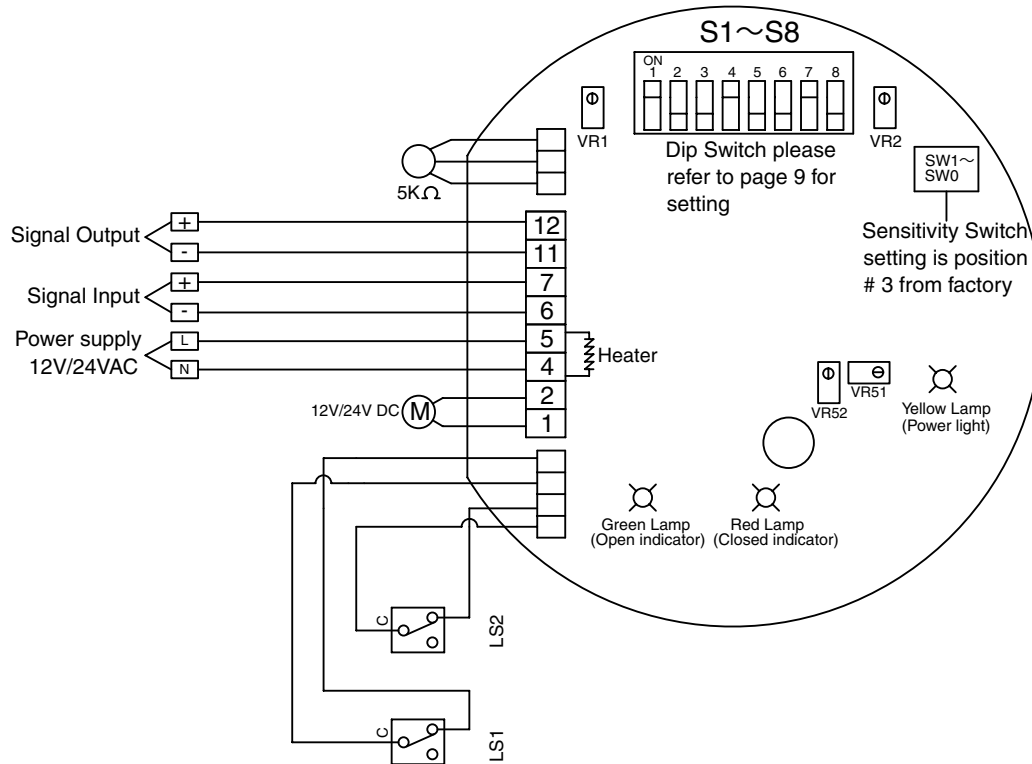 S1～S8
ON
1 2 3 4 5 6 7 8
VR1
VR2
Dip Switch please
refer to page 9 for
setting
SW1～
SW0
Sensitivity Switch
setting is position
# 3 from factory
5KΩ
Signal Output
+
-
12
11
Signal Input
+
-
7
6
Power supply
12V/24VAC
L
N
5
4
Heater
12V/24V DC
M
2
1
VR52
VR51
Yellow Lamp
(Power light)
Green Lamp
(Open indicator)
Red Lamp
(Closed indicator)
C
LS2
C
LS1